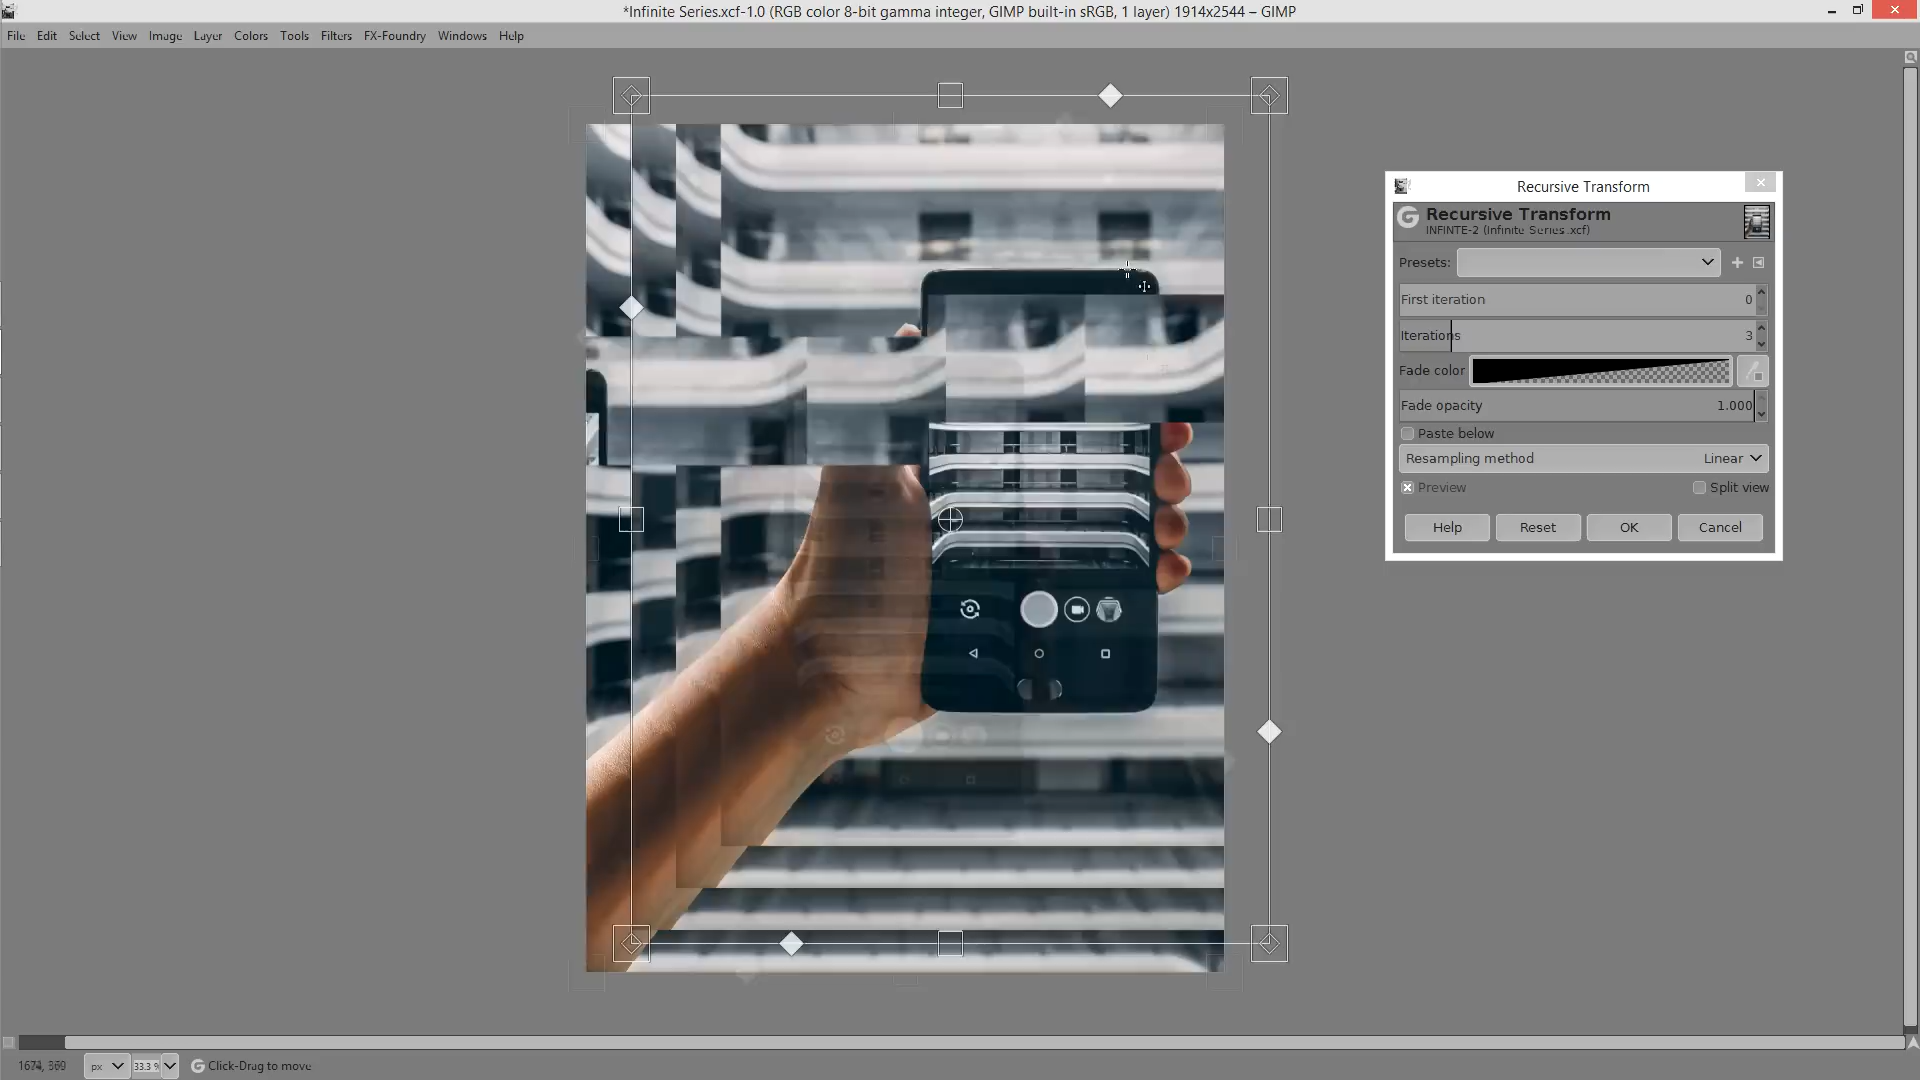 *Infinite Series.xcf-1.0 (RGB color 8-bit gamma integer, GIMP built-in sRGB, 1 layer) 1914x2544 – GIMP
File Edit Select View Image Layer Colors Tools Filters FX-Foundry Windows Help
Recursive Transform
Recursive Transform
INFINTE-2 (Infinite Series.xcf)
Presets:
First iteration 0
Iterations 3
Fade color
Fade opacity 1.000
Paste below
Resampling method Linear
Preview Split view
Help Reset OK Cancel
px 33.3 % Click-Drag to move